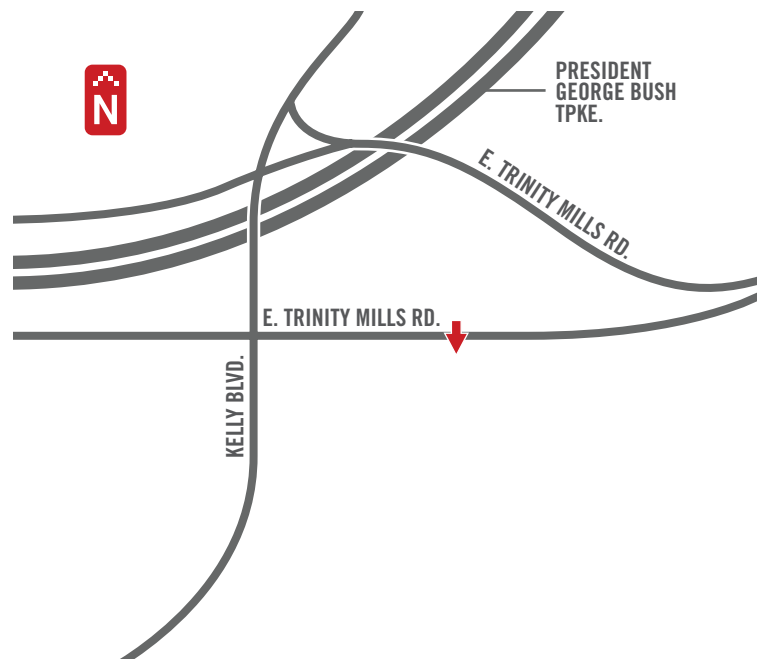 N
PRESIDENT
GEORGE BUSH
TPKE.
E. TRINITY MILLS RD.
E. TRINITY MILLS RD.
KELLY BLVD.